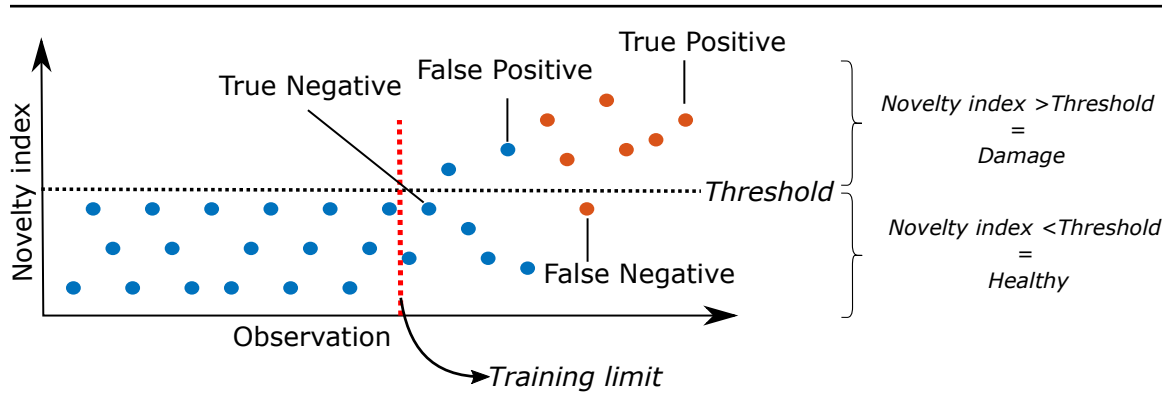 True Positive
False Positive
True Negative
Novelty index
Novelty index >Threshold
=
Damage
Threshold
Novelty index <Threshold
=
Healthy
False Negative
Observation
Training limit